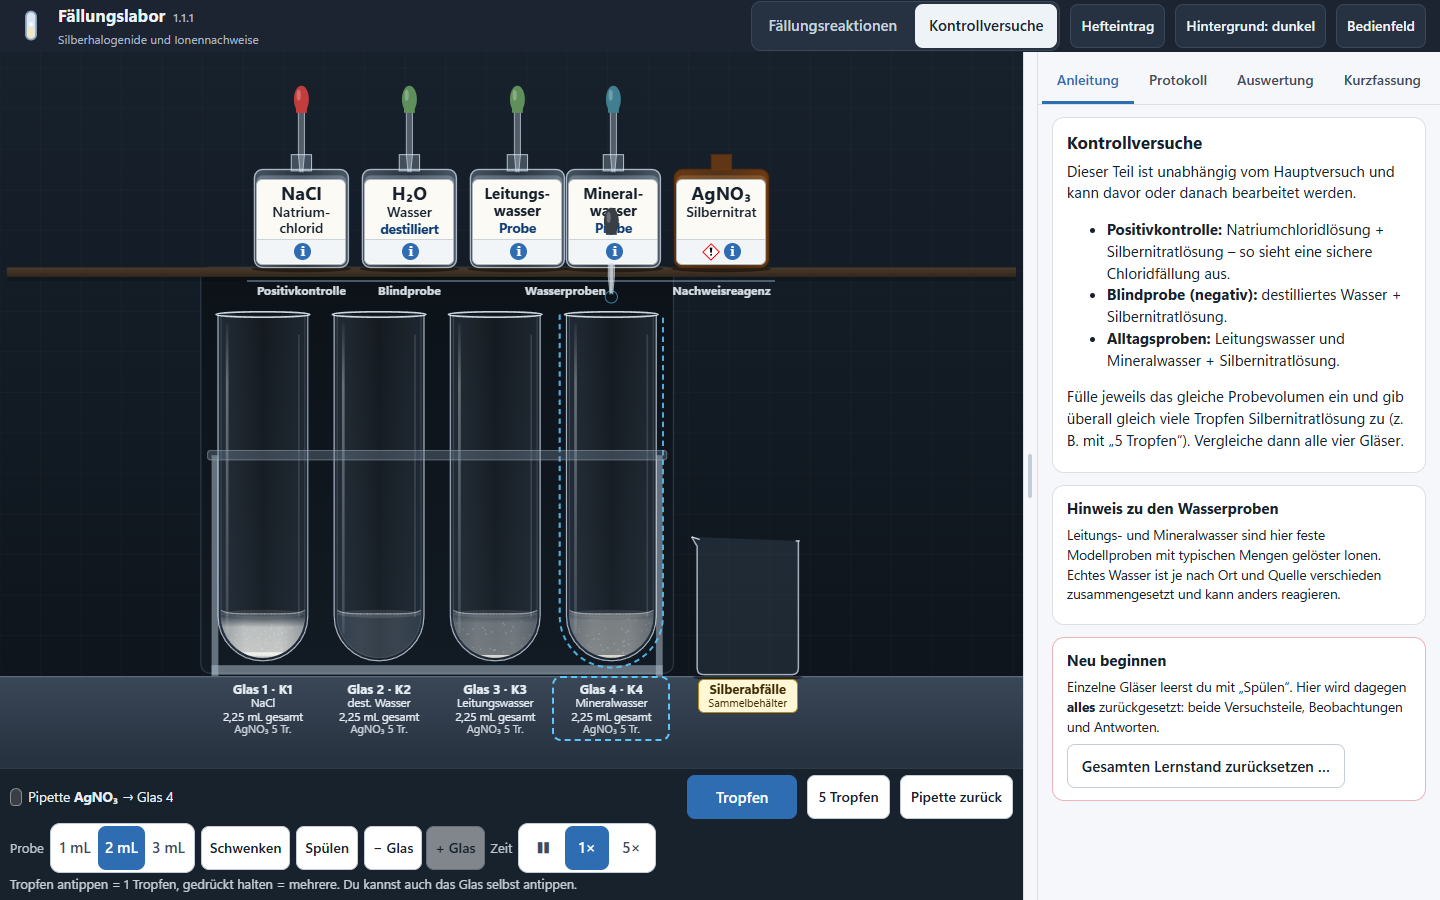 Fällungslabor 1.1.1
Silberhalogenide und Ionennachweise
Fällungsreaktionen
Kontrollversuche
Hefteintrag
Hintergrund: dunkel
Bedienfeld
NaCl
Natrium-
chlorid
H₂O
Wasser
destilliert
Leitungs-
wasser
Probe
Mineral-
wasser
Probe
AgNO₃
Silbernitrat
Positivkontrolle
Blindprobe
Wasserproben
Nachweisreagenz
Glas 1 · K1
NaCl
2,25 mL gesamt
AgNO₃ 5 Tr.
Glas 2 · K2
dest. Wasser
2,25 mL gesamt
AgNO₃ 5 Tr.
Glas 3 · K3
Leitungswasser
2,25 mL gesamt
AgNO₃ 5 Tr.
Glas 4 · K4
Mineralwasser
2,25 mL gesamt
AgNO₃ 5 Tr.
Silberabfälle
Sammelbehälter
Pipette AgNO₃ → Glas 4
Tropfen
5 Tropfen
Pipette zurück
Probe
1 mL
2 mL
3 mL
Schwenken
Spülen
− Glas
+ Glas
Zeit
1×
5×
Tropfen antippen = 1 Tropfen, gedrückt halten = mehrere. Du kannst auch das Glas selbst antippen.
Anleitung
Protokoll
Auswertung
Kurzfassung
Kontrollversuche
Dieser Teil ist unabhängig vom Hauptversuch und
kann davor oder danach bearbeitet werden.
• Positivkontrolle: Natriumchloridlösung +
Silbernitratlösung – so sieht eine sichere
Chloridfällung aus.
• Blindprobe (negativ): destilliertes Wasser +
Silbernitratlösung.
• Alltagsproben: Leitungswasser und
Mineralwasser + Silbernitratlösung.
Fülle jeweils das gleiche Probevolumen ein und gib
überall gleich viele Tropfen Silbernitratlösung zu (z.
B. mit „5 Tropfen“). Vergleiche dann alle vier Gläser.
Hinweis zu den Wasserproben
Leitungs- und Mineralwasser sind hier feste
Modellproben mit typischen Mengen gelöster Ionen.
Echtes Wasser ist je nach Ort und Quelle verschieden
zusammengesetzt und kann anders reagieren.
Neu beginnen
Einzelne Gläser leerst du mit „Spülen“. Hier wird dagegen
alles zurückgesetzt: beide Versuchsteile, Beobachtungen
und Antworten.
Gesamten Lernstand zurücksetzen ...